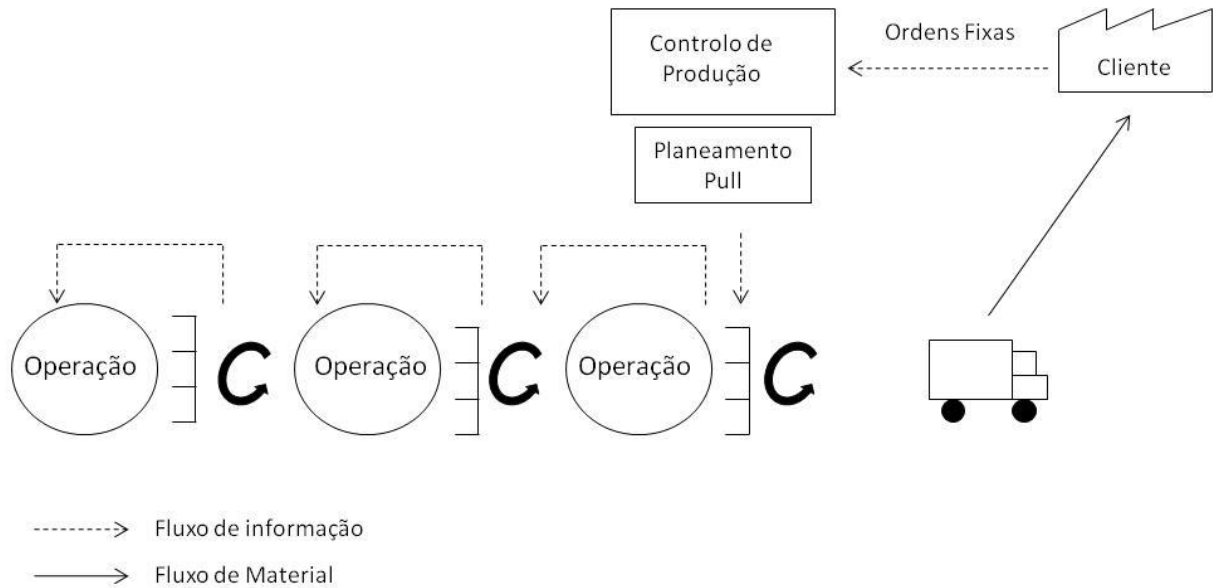 Controlo de
Produção
Ordens Fixas
Cliente
Planeamento
Pull
Operação
Operação
Operação
Fluxo de informação
Fluxo de Material